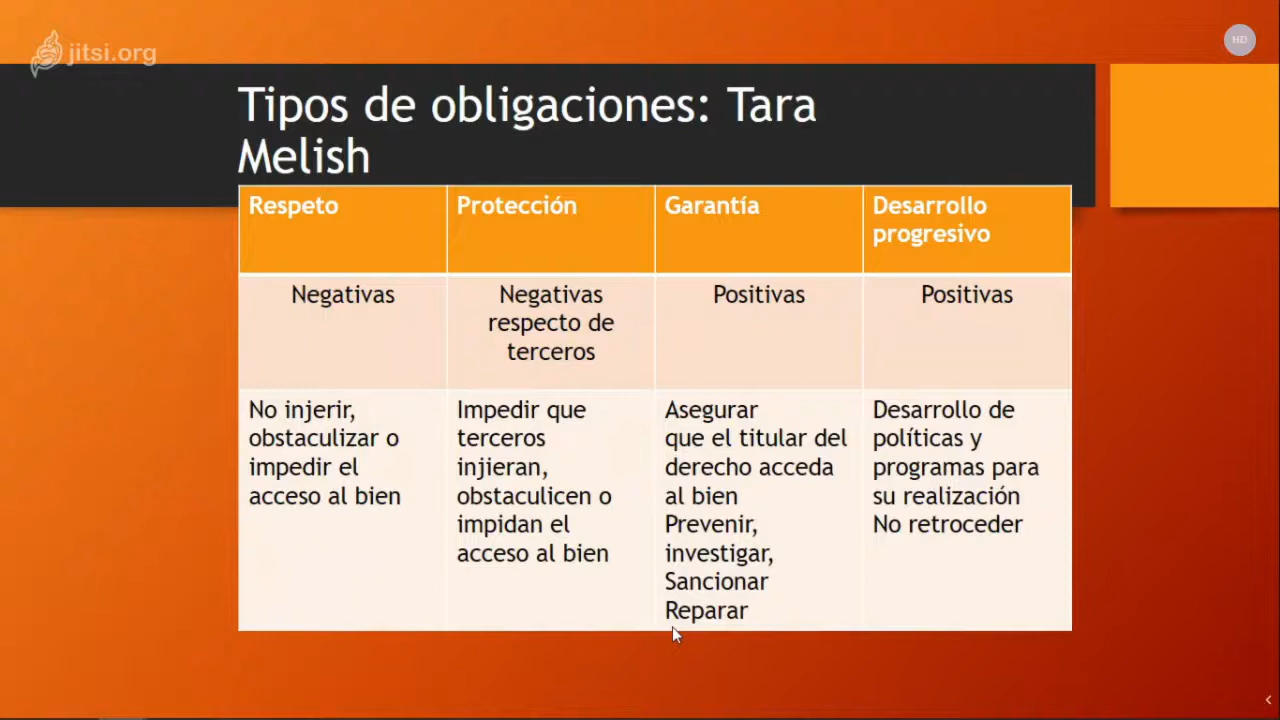 jitsi.org
HD
Tipos de obligaciones: Tara
Melish
Respeto
Protección
Garantía
Desarrollo
progresivo
Negativas
Negativas
respecto de
terceros
Positivas
Positivas
No injerir,
obstaculizar o
impedir el
acceso al bien
Impedir que
terceros
injieran,
obstaculicen o
impidan el
acceso al bien
Asegurar
que el titular del
derecho acceda
al bien
Prevenir,
investigar,
Sancionar
Reparar
Desarrollo de
políticas y
programas para
su realización
No retroceder